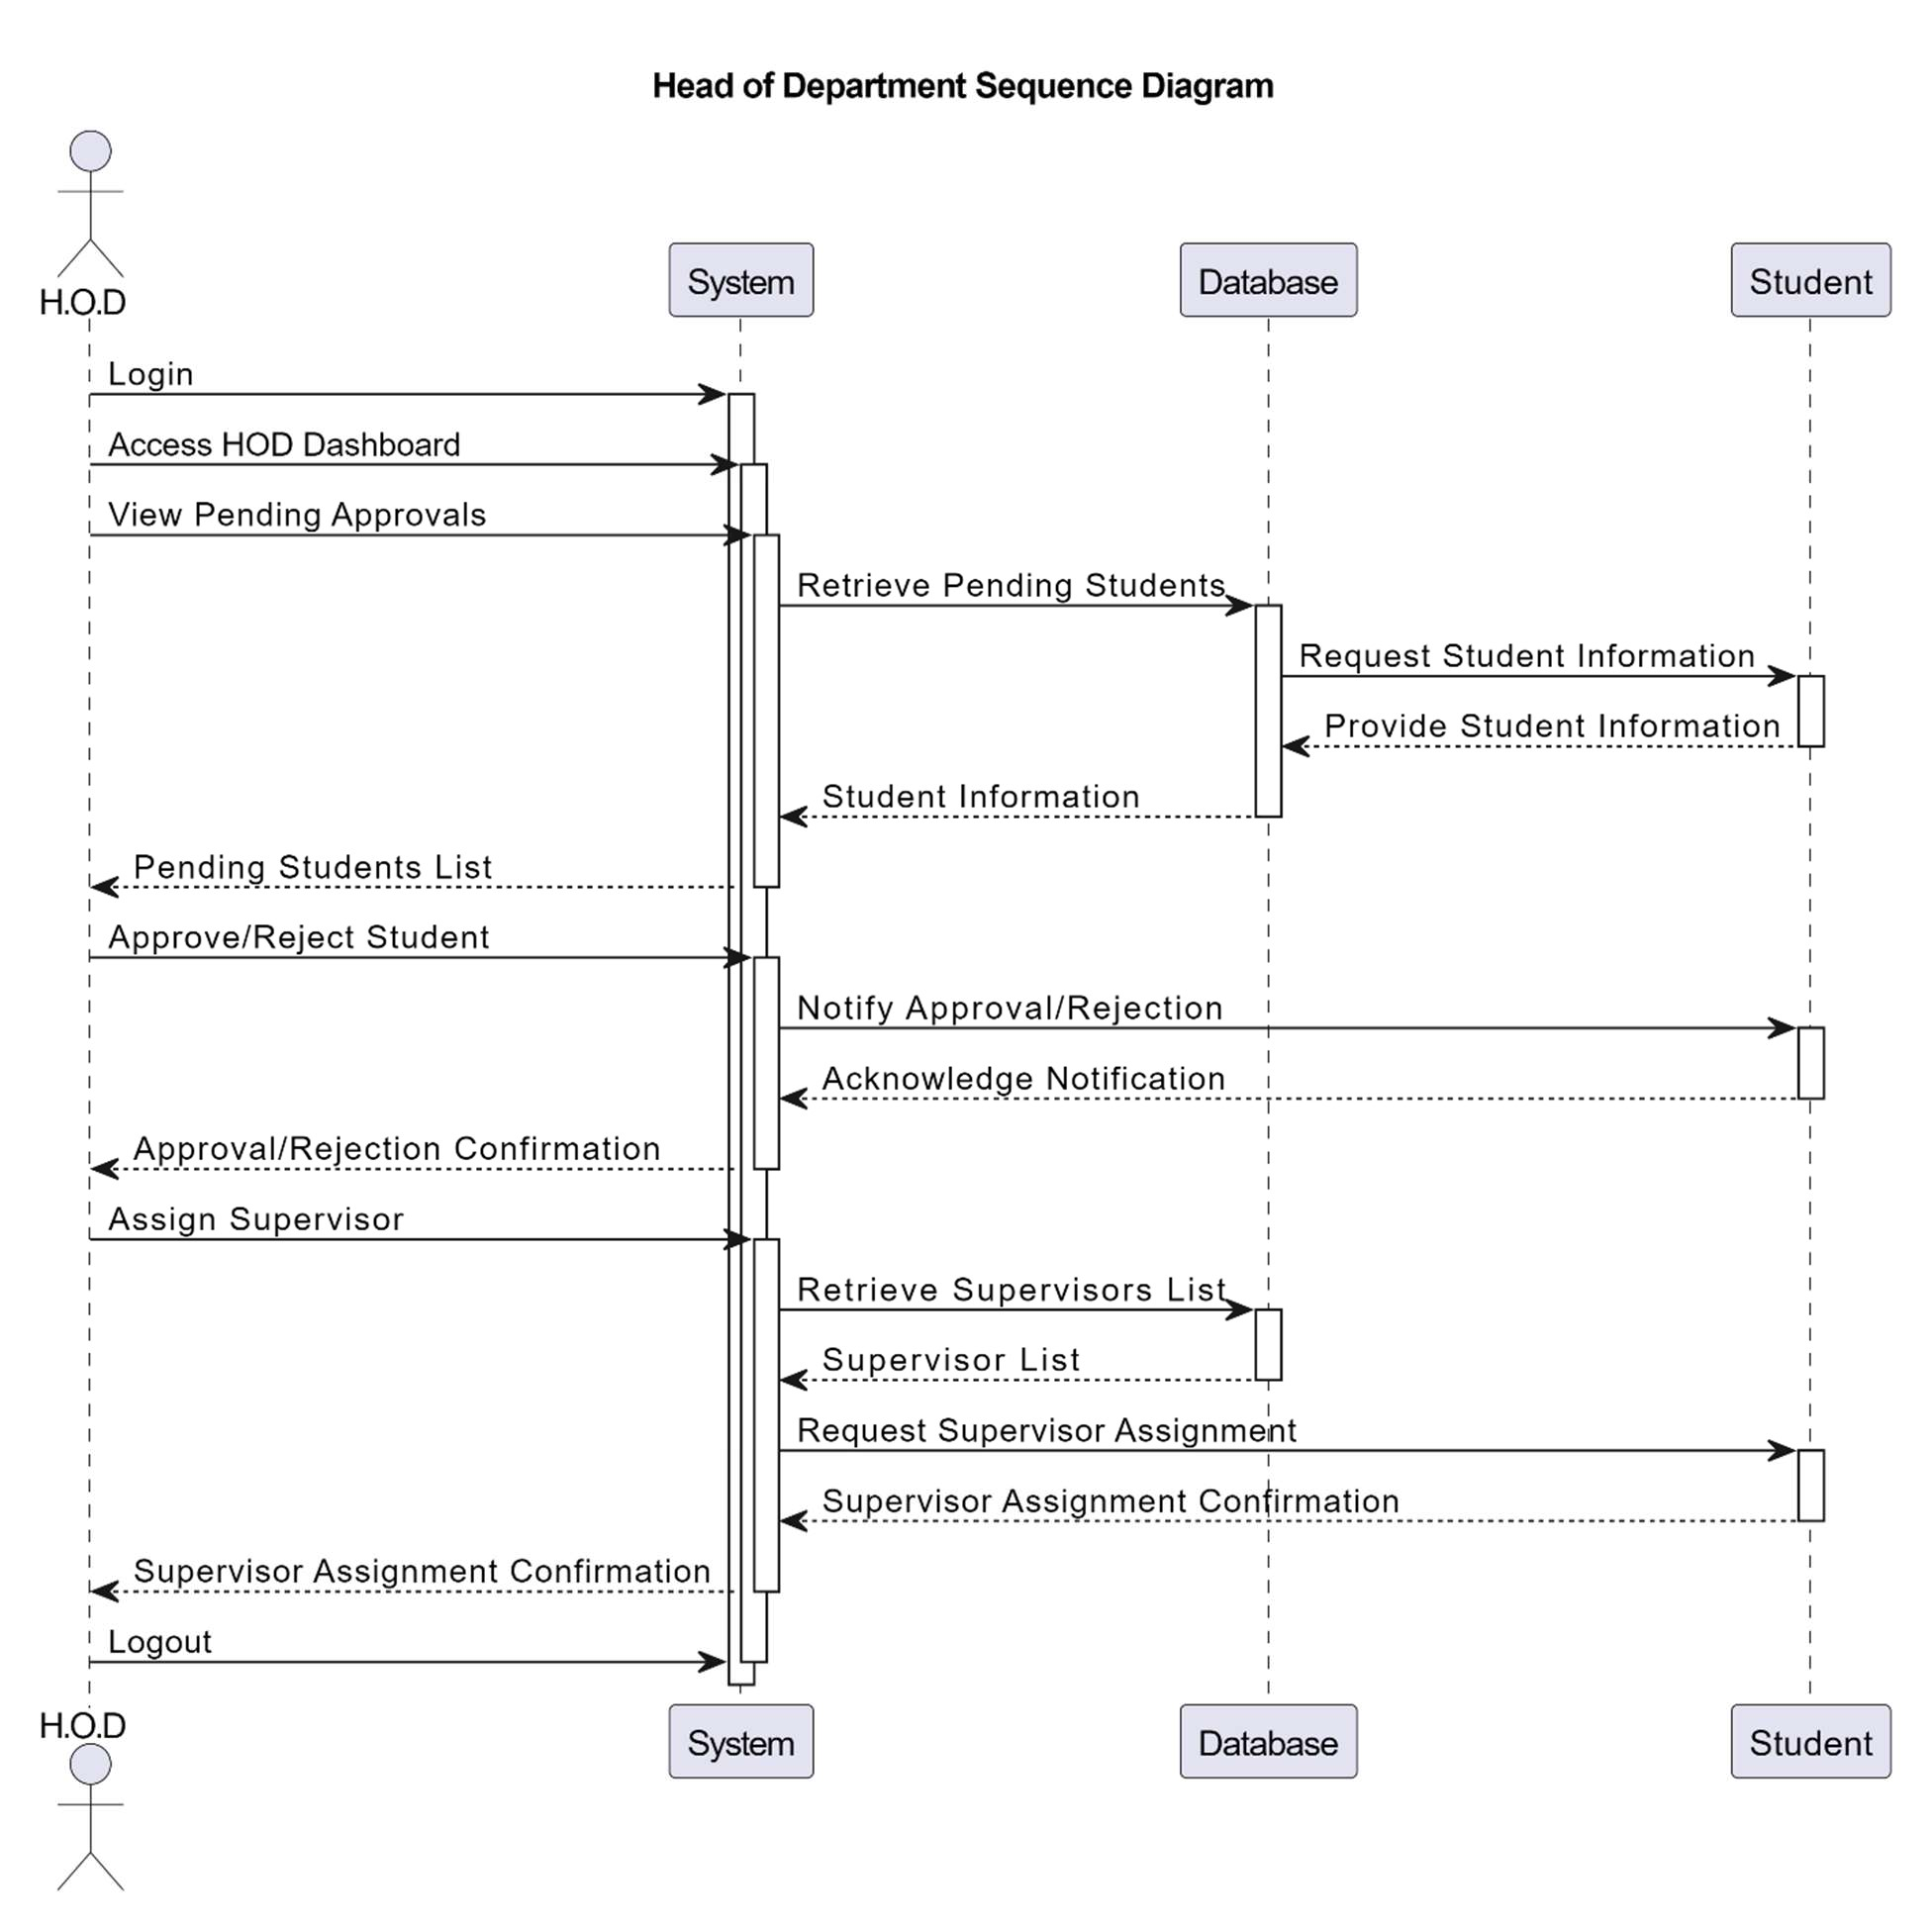 Head of Department Sequence Diagram
H.O.D
System
Database
Student
Login
Access HOD Dashboard
View Pending Approvals
Retrieve Pending Students
Request Student Information
Provide Student Information
Student Information
Pending Students List
Approve/Reject Student
Notify Approval/Rejection
Acknowledge Notification
Approval/Rejection Confirmation
Assign Supervisor
Retrieve Supervisors List
Supervisor List
Request Supervisor Assignment
Supervisor Assignment Confirmation
Supervisor Assignment Confirmation
Logout
H.O.D
System
Database
Student